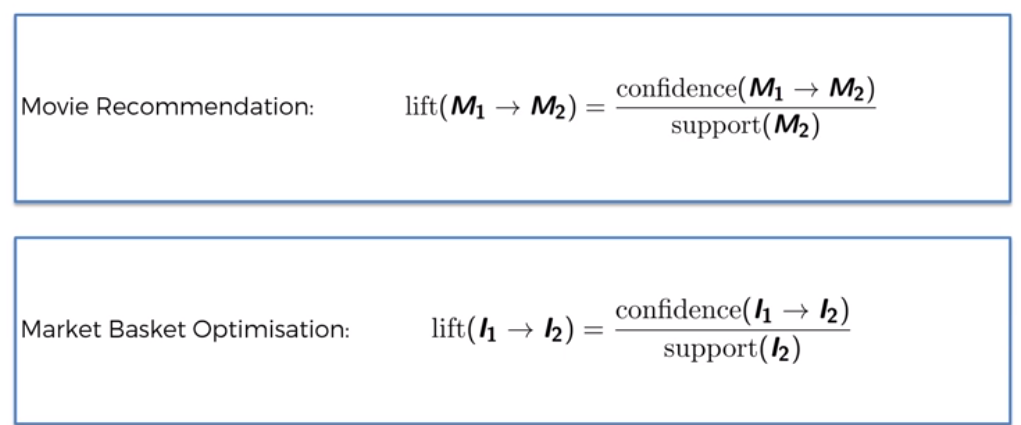 Movie Recommendation: lift(M₁ → M₂) = confidence(M₁ → M₂) / support(M₂)
Market Basket Optimisation: lift(I₁ → I₂) = confidence(I₁ → I₂) / support(I₂)